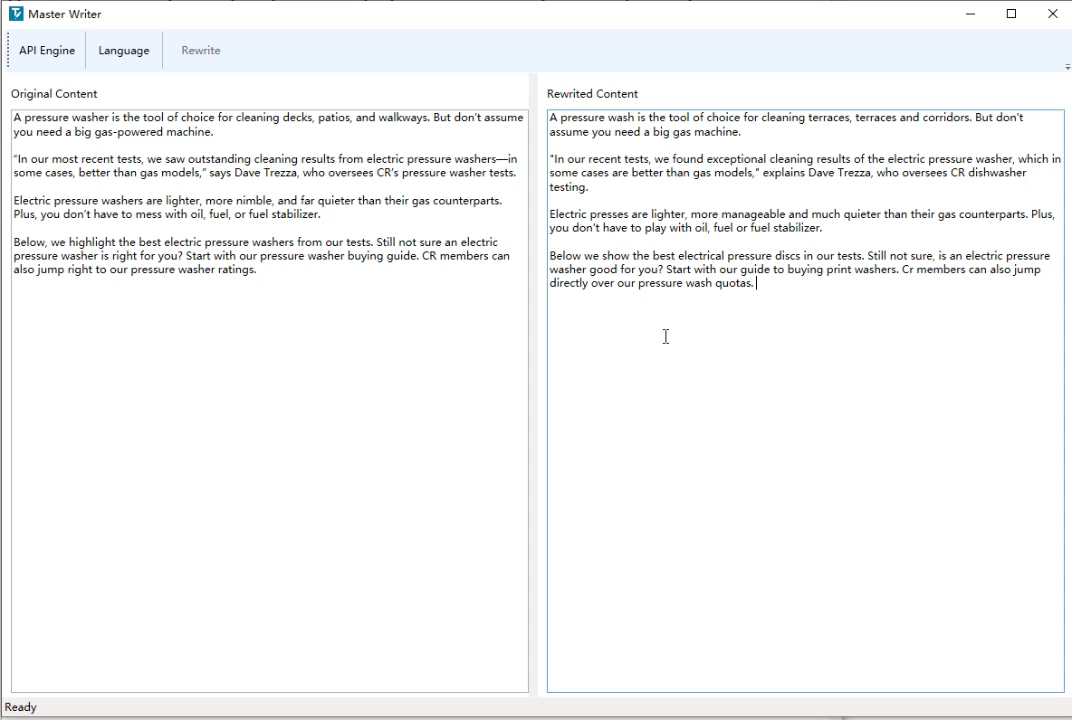 Master Writer
API Engine
Language
Rewrite
Original Content
A pressure washer is the tool of choice for cleaning decks, patios, and walkways. But don’t assume
you need a big gas-powered machine.
“In our most recent tests, we saw outstanding cleaning results from electric pressure washers—in
some cases, better than gas models,” says Dave Trezza, who oversees CR’s pressure washer tests.
Electric pressure washers are lighter, more nimble, and far quieter than their gas counterparts.
Plus, you don’t have to mess with oil, fuel, or fuel stabilizer.
Below, we highlight the best electric pressure washers from our tests. Still not sure an electric
pressure washer is right for you? Start with our pressure washer buying guide. CR members can
also jump right to our pressure washer ratings.
Rewrited Content
A pressure wash is the tool of choice for cleaning terraces, terraces and corridors. But don't
assume you need a big gas machine.
"In our recent tests, we found exceptional cleaning results of the electric pressure washer, which in
some cases are better than gas models," explains Dave Trezza, who oversees CR dishwasher
testing.
Electric presses are lighter, more manageable and much quieter than their gas counterparts. Plus,
you don't have to play with oil, fuel or fuel stabilizer.
Below we show the best electrical pressure discs in our tests. Still not sure, is an electric pressure
washer good for you? Start with our guide to buying print washers. Cr members can also jump
directly over our pressure wash quotas.
Ready